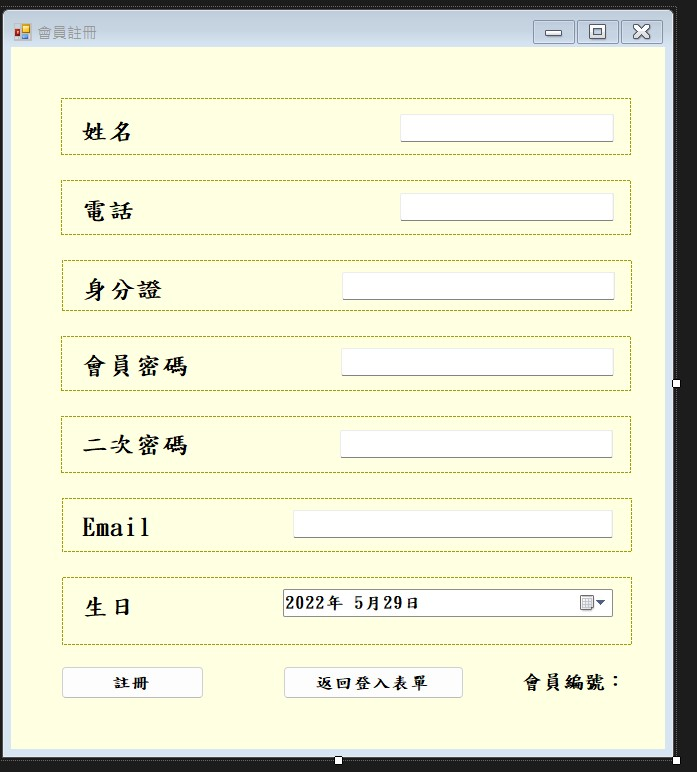 會員註冊
姓名
電話
身分證
會員密碼
二次密碼
Email
生日
2022年 5月29日
註冊
返回登入表單
會員編號：